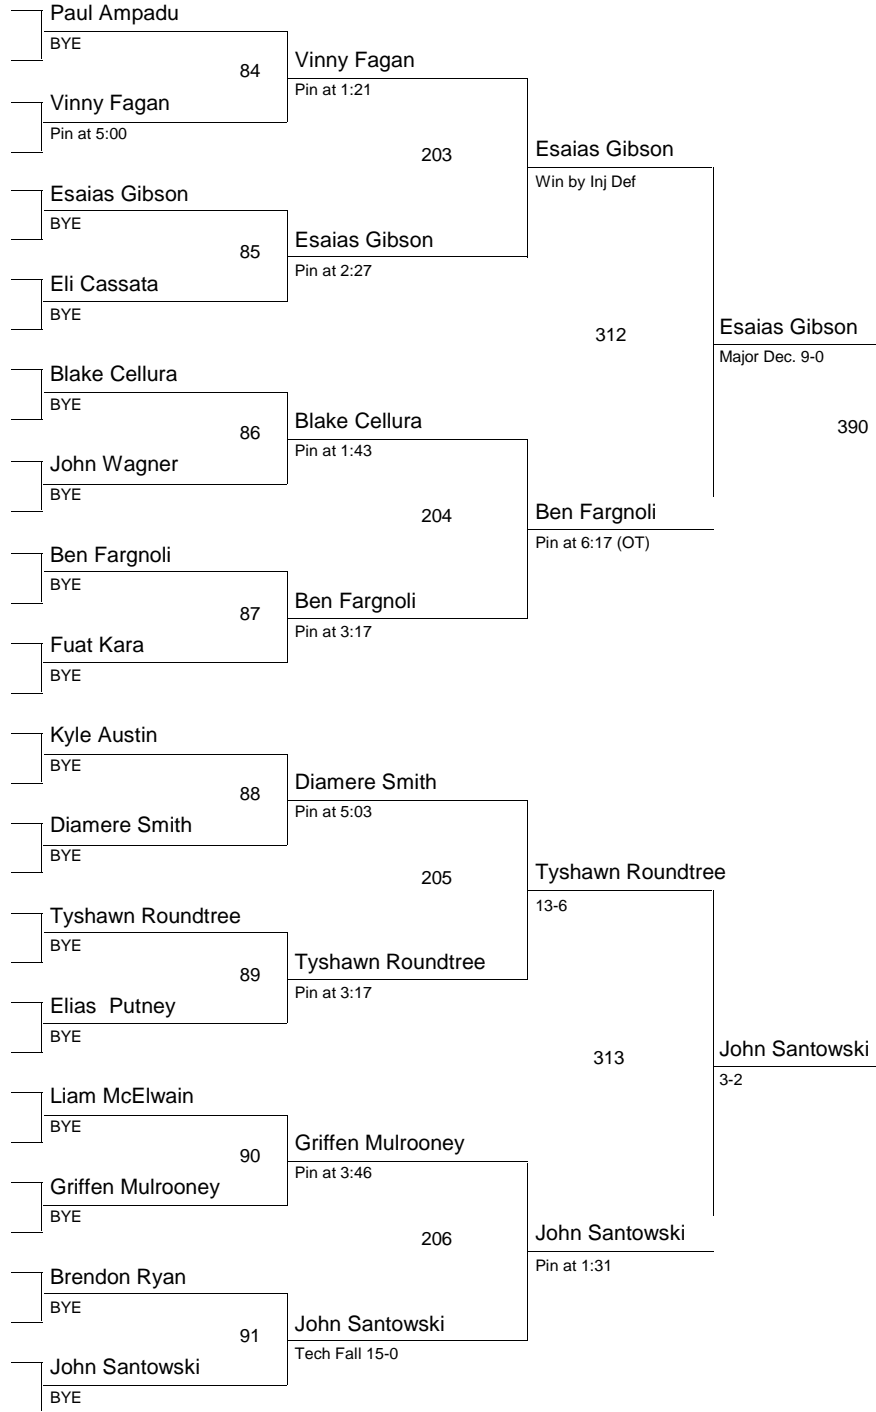 Paul Ampadu
BYE
84
Vinny Fagan
Pin at 1:21
Vinny Fagan
Pin at 5:00
203
Esaias Gibson
Win by Inj Def
Esaias Gibson
BYE
85
Esaias Gibson
Pin at 2:27
Eli Cassata
BYE
312
Esaias Gibson
Major Dec. 9-0
Blake Cellura
BYE
86
Blake Cellura
Pin at 1:43
390
John Wagner
BYE
204
Ben Fargnoli
Pin at 6:17 (OT)
Ben Fargnoli
BYE
87
Ben Fargnoli
Pin at 3:17
Fuat Kara
BYE
Kyle Austin
BYE
88
Diamere Smith
Pin at 5:03
Diamere Smith
BYE
205
Tyshawn Roundtree
13-6
Tyshawn Roundtree
BYE
89
Tyshawn Roundtree
Pin at 3:17
Elias Putney
BYE
313
John Santowski
3-2
Liam McElwain
BYE
90
Griffen Mulrooney
Pin at 3:46
Griffen Mulrooney
BYE
206
John Santowski
Pin at 1:31
Brendon Ryan
BYE
91
John Santowski
Tech Fall 15-0
John Santowski
BYE